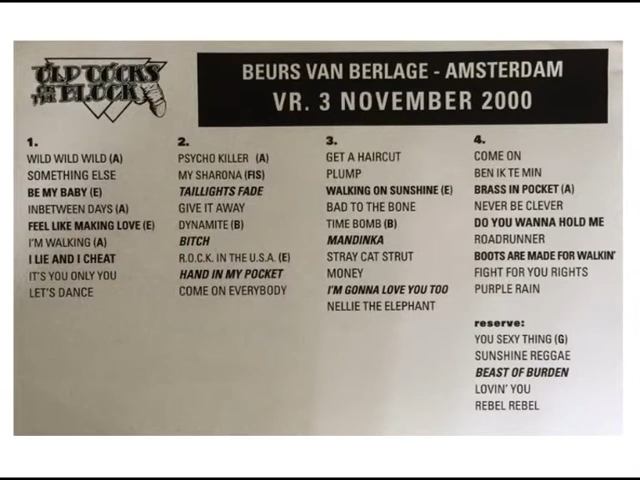 OLD COCKS
ON THE BLOCK
BEURS VAN BERLAGE - AMSTERDAM
VR. 3 NOVEMBER 2000
1.
WILD WILD WILD (A)
SOMETHING ELSE
BE MY BABY (E)
INBETWEEN DAYS (A)
FEEL LIKE MAKING LOVE (E)
I'M WALKING (A)
I LIE AND I CHEAT
IT'S YOU ONLY YOU
LET'S DANCE
2.
PSYCHO KILLER (A)
MY SHARONA (FIS)
TAILLIGHTS FADE
GIVE IT AWAY
DYNAMITE (B)
BITCH
R.O.C.K. IN THE U.S.A. (E)
HAND IN MY POCKET
COME ON EVERYBODY
3.
GET A HAIRCUT
PLUMP
WALKING ON SUNSHINE (E)
BAD TO THE BONE
TIME BOMB (B)
MANDINKA
STRAY CAT STRUT
MONEY
I'M GONNA LOVE YOU TOO
NELLIE THE ELEPHANT
4.
COME ON
BEN IK TE MIN
BRASS IN POCKET (A)
NEVER BE CLEVER
DO YOU WANNA HOLD ME
ROADRUNNER
BOOTS ARE MADE FOR WALKIN'
FIGHT FOR YOU RIGHTS
PURPLE RAIN
reserve:
YOU SEXY THING (G)
SUNSHINE REGGAE
BEAST OF BURDEN
LOVIN' YOU
REBEL REBEL